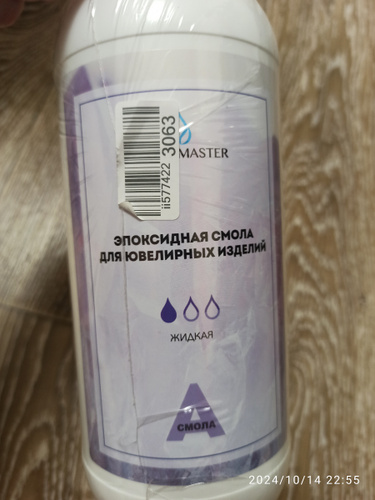 ii577422 3063
MASTER
ЭПОКСИДНАЯ СМОЛА
ДЛЯ ЮВЕЛИРНЫХ ИЗДЕЛИЙ
ЖИДКАЯ
А
СМОЛА
2024/10/14 22:55